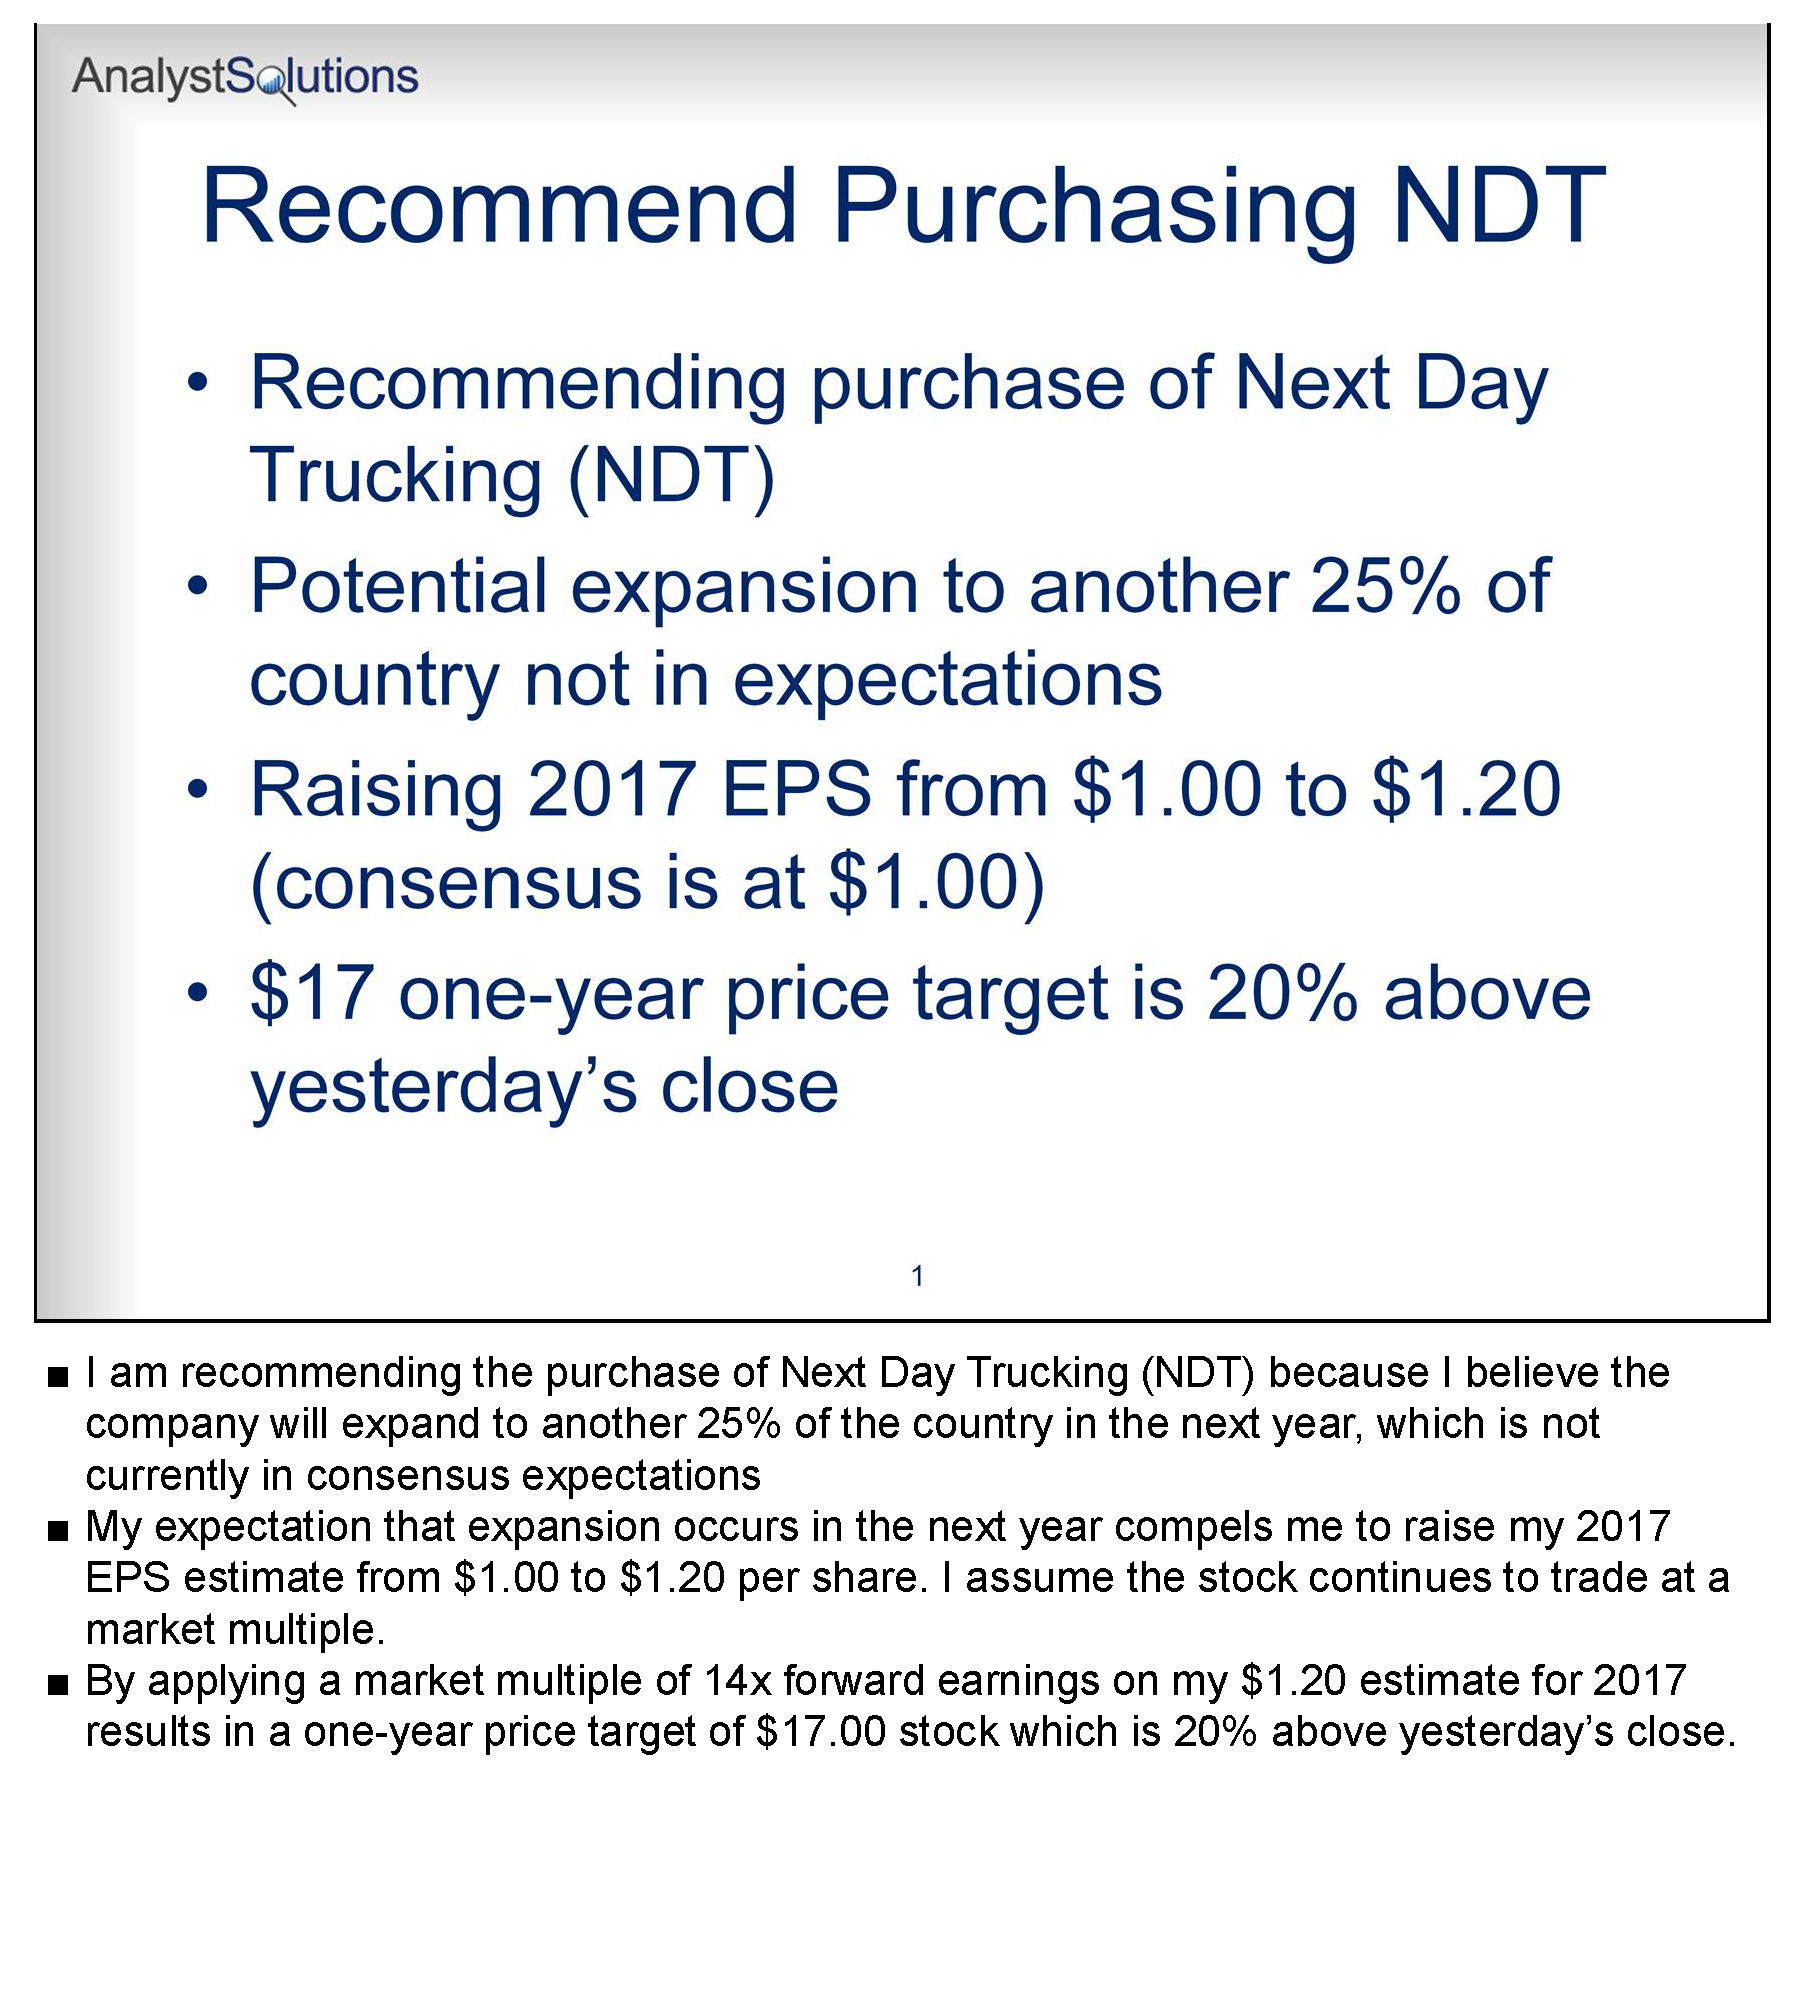 AnalystSolutions
Recommend Purchasing NDT
• Recommending purchase of Next Day
Trucking (NDT)
• Potential expansion to another 25% of
country not in expectations
• Raising 2017 EPS from $1.00 to $1.20
(consensus is at $1.00)
• $17 one-year price target is 20% above
yesterday’s close
1
■ I am recommending the purchase of Next Day Trucking (NDT) because I believe the
company will expand to another 25% of the country in the next year, which is not
currently in consensus expectations
■ My expectation that expansion occurs in the next year compels me to raise my 2017
EPS estimate from $1.00 to $1.20 per share. I assume the stock continues to trade at a
market multiple.
■ By applying a market multiple of 14x forward earnings on my $1.20 estimate for 2017
results in a one-year price target of $17.00 stock which is 20% above yesterday’s close.